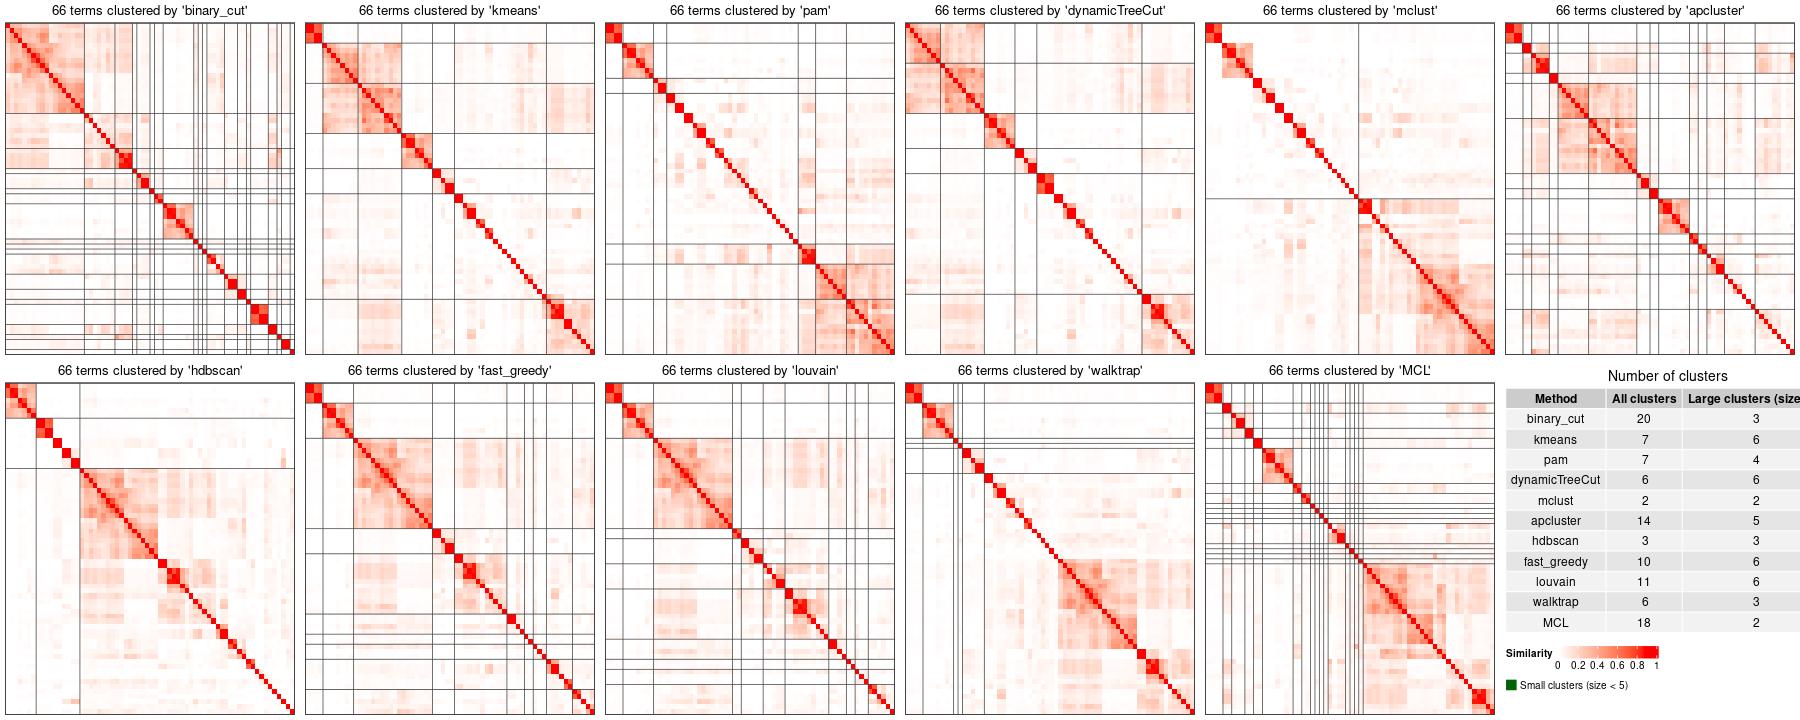 66 terms clustered by 'binary_cut'
66 terms clustered by 'kmeans'
66 terms clustered by 'pam'
66 terms clustered by 'dynamicTreeCut'
66 terms clustered by 'mclust'
66 terms clustered by 'apcluster'
66 terms clustered by 'hdbscan'
66 terms clustered by 'fast_greedy'
66 terms clustered by 'louvain'
66 terms clustered by 'walktrap'
66 terms clustered by 'MCL'
Number of clusters
Method All clusters Large clusters (size
binary_cut 20 3
kmeans 7 6
pam 7 4
dynamicTreeCut 6 6
mclust 2 2
apcluster 14 5
hdbscan 3 3
fast_greedy 10 6
louvain 11 6
walktrap 6 3
MCL 18 2
Similarity
0 0.2 0.4 0.6 0.8 1
Small clusters (size < 5)